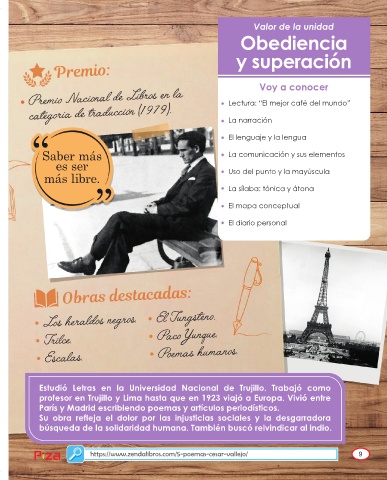 Valor de la unidad
Obediencia
y superación
Voy a conocer
• Lectura: "El mejor café del mundo"
• La narración
• El lenguaje y la lengua
• La comunicación y sus elementos
• Uso del punto y la mayúscula
• La sílaba: tónica y átona
• El mapa conceptual
• El diario personal
Premio:
• Premio Nacional de Libros en la
categoría de traducción (1979).
"Saber más
es ser
más libre."
Obras destacadas:
• Los heraldos negros.
• Trilce.
• Escalas.
• El Tungsteno.
• Paco Yunque.
• Poemas humanos.
Estudió Letras en la Universidad Nacional de Trujillo. Trabajó como
profesor en Trujillo y Lima hasta que en 1923 viajó a Europa. Vivió entre
París y Madrid escribiendo poemas y artículos periodísticos.
Su obra refleja el dolor por las injusticias sociales y la desgarradora
búsqueda de la solidaridad humana. También buscó reivindicar al indio.
https://www.zendalibros.com/5-poemas-cesar-vallejo/
9